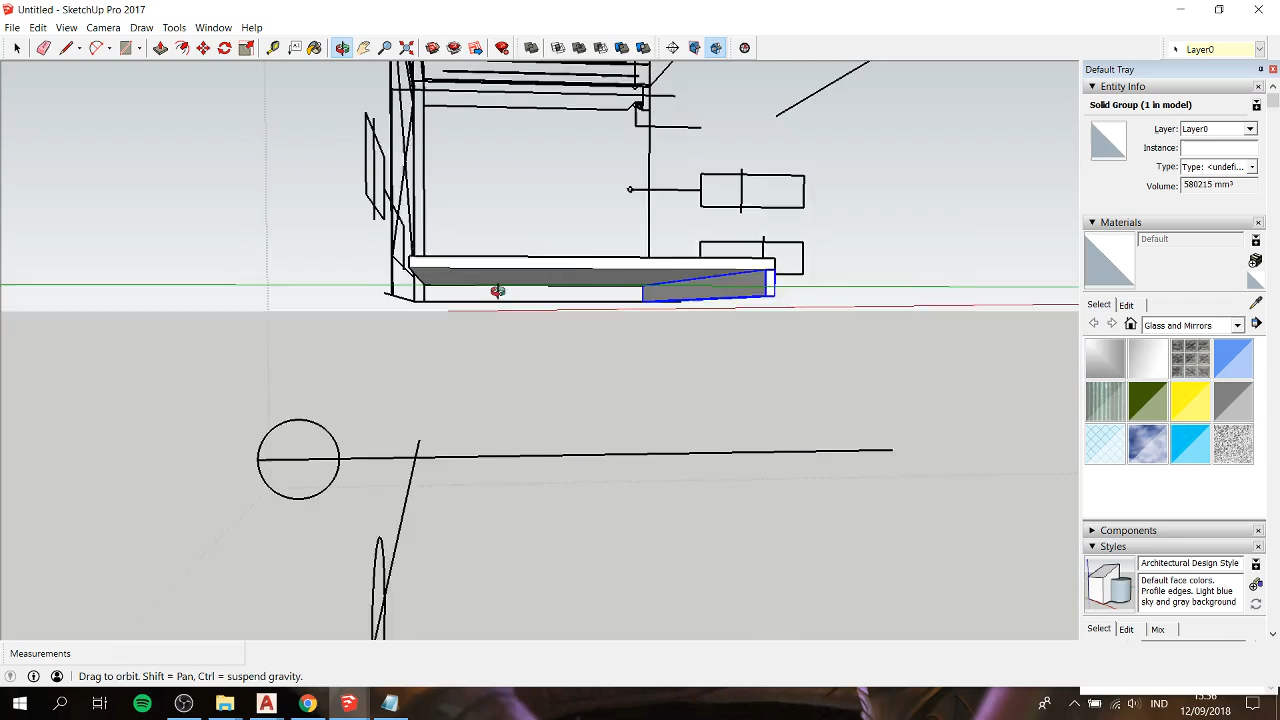 Untitled - SketchUp Pro 2017
File Edit View Camera Draw Tools Window Help
Layer0
Default Tray
Entity Info
Solid Group (1 in model)
Layer: Layer0
Instance:
Type: Type: <undefi...
Volume: 580215 mm³
Materials
Default
Select Edit
Glass and Mirrors
Components
Styles
Architectural Design Style
Default face colors.
Profile edges. Light blue
sky and gray background
Select Edit Mix
Measurements
Drag to orbit. Shift = Pan, Ctrl = suspend gravity.
IND
12/09/2018